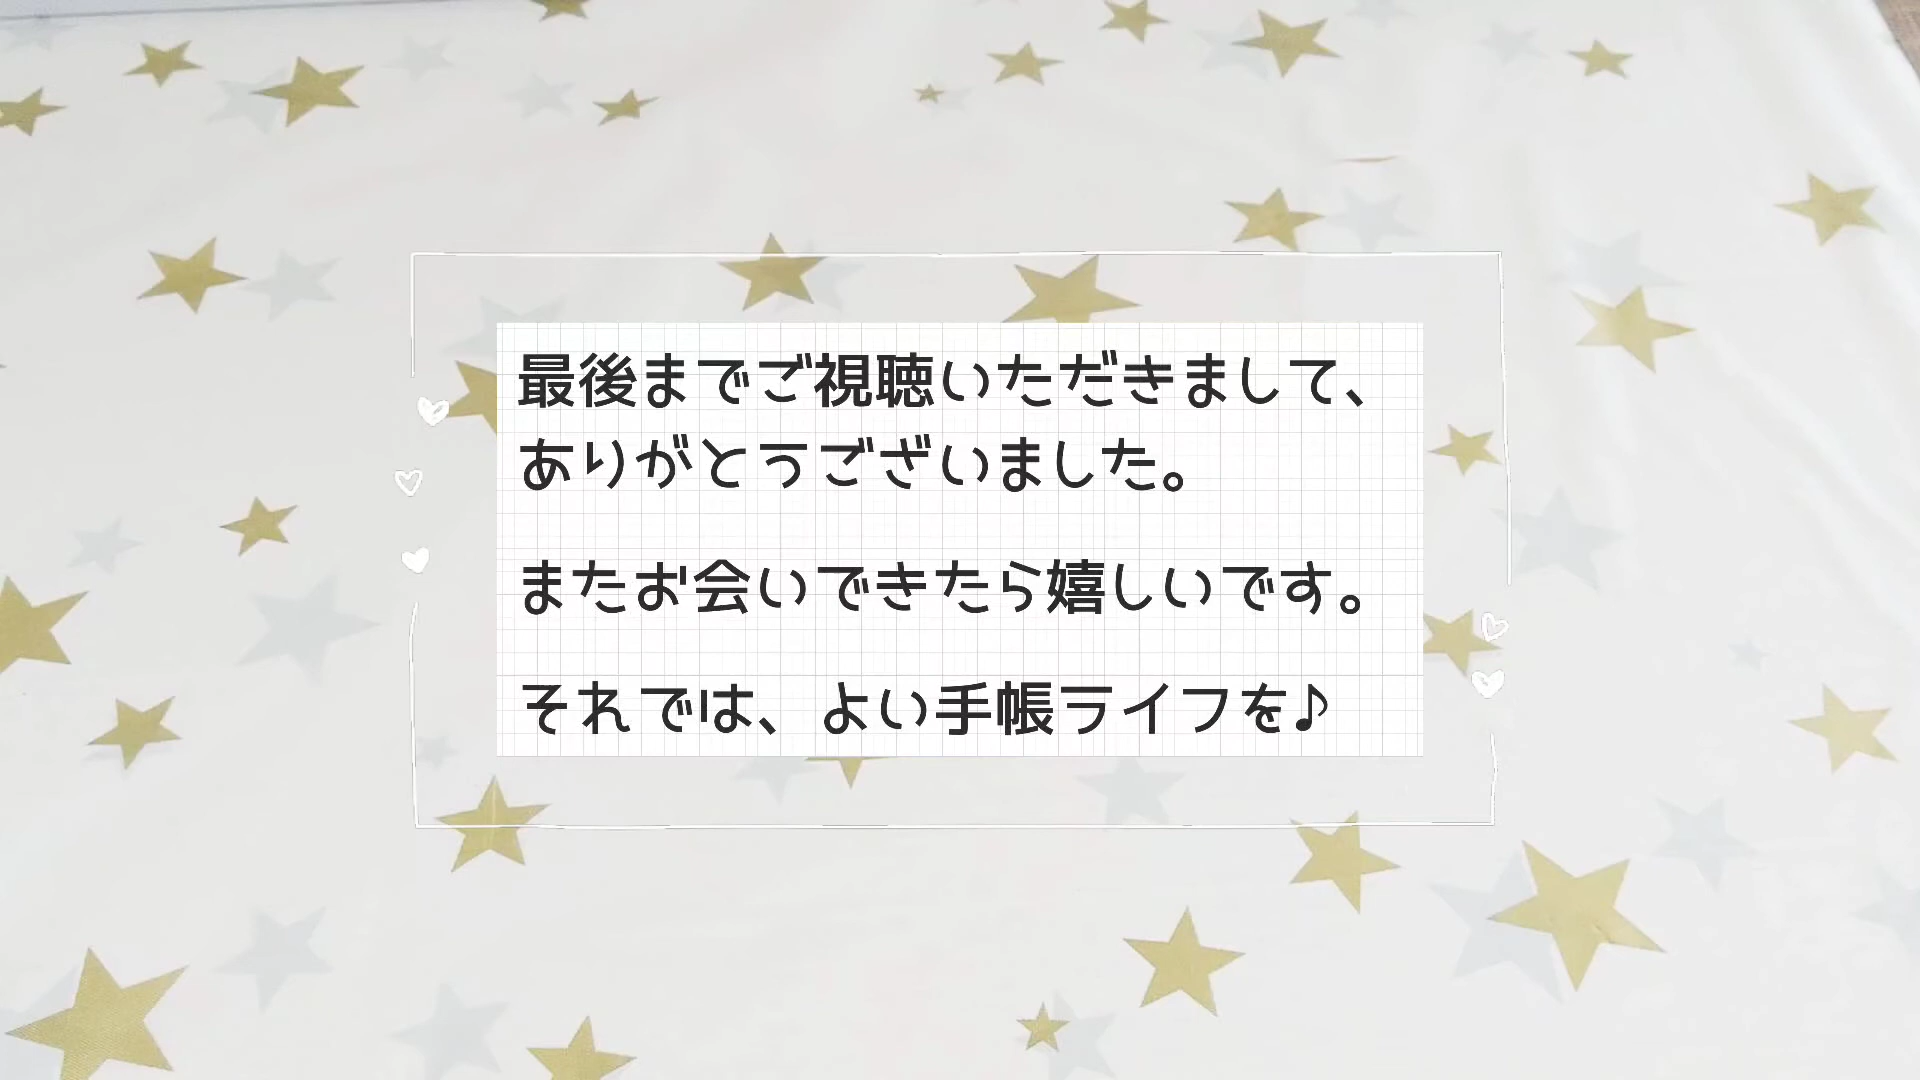 最後までご視聴いただきまして、
ありがとうございました。
またお会いできたら嬉しいです。
それでは、よい手帳ライフを♪